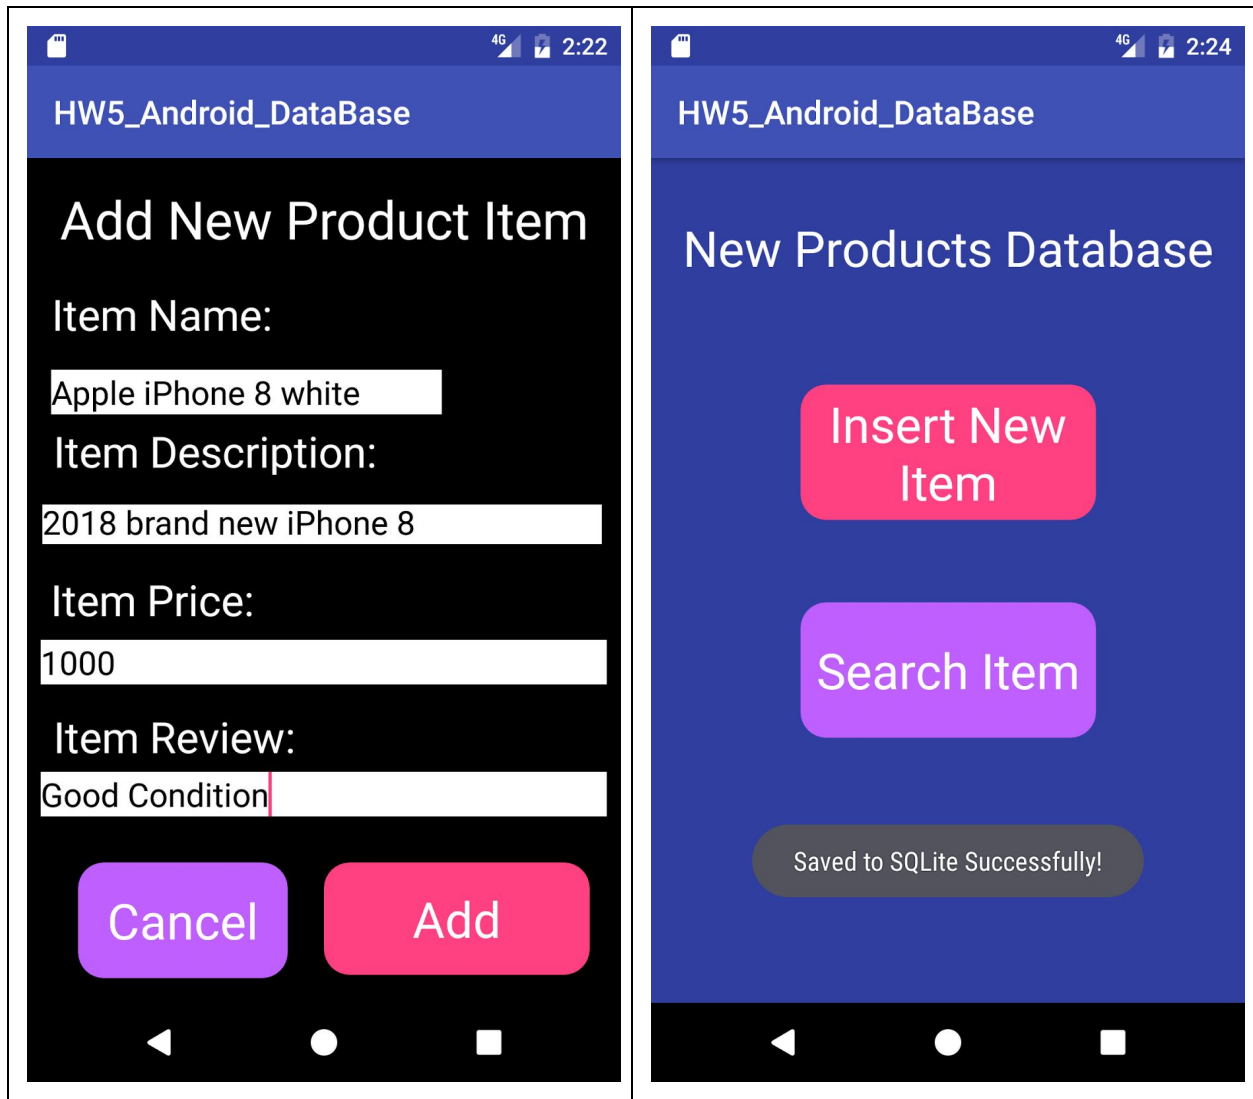 4G 2:22
HW5_Android_DataBase
Add New Product Item
Item Name:
Apple iPhone 8 white
Item Description:
2018 brand new iPhone 8
Item Price:
1000
Item Review:
Good Condition
Cancel
Add
4G 2:24
HW5_Android_DataBase
New Products Database
Insert New
Item
Search Item
Saved to SQLite Successfully!